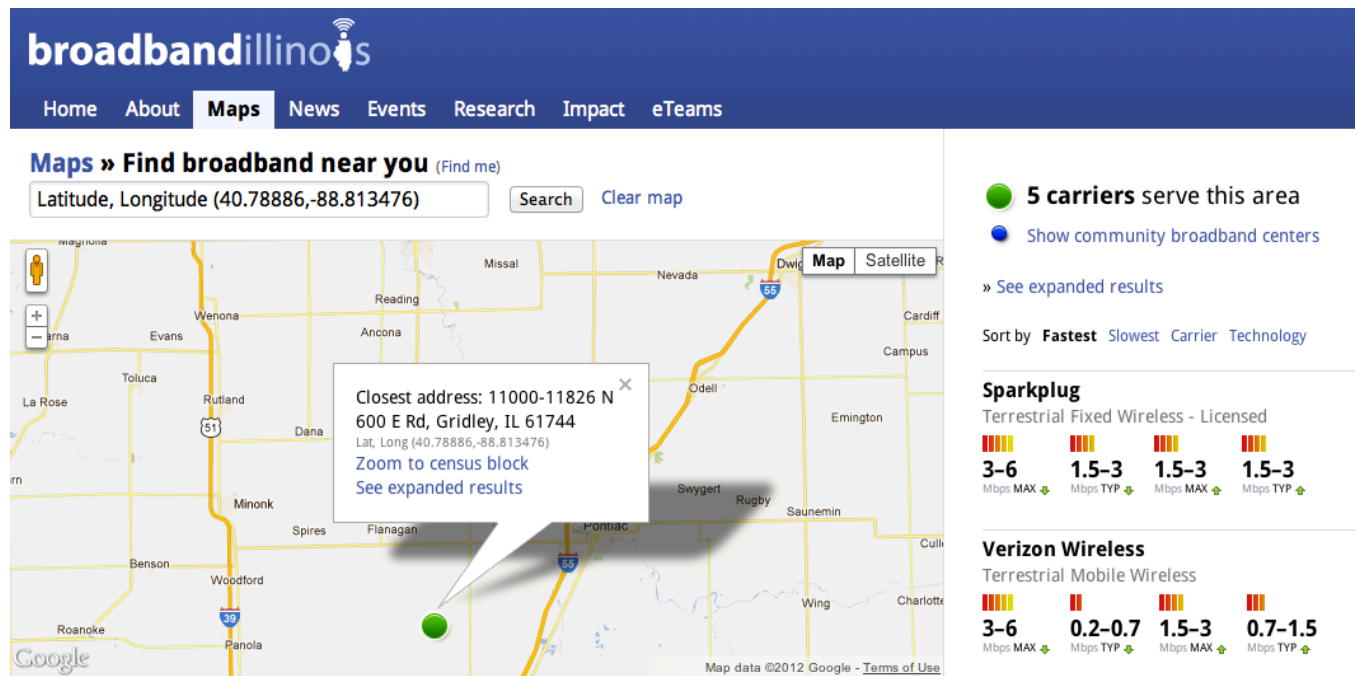 broadbandillinois
Home About Maps News Events Research Impact eTeams
Maps » Find broadband near you (Find me)
Latitude, Longitude (40.78886,-88.813476) Search Clear map
5 carriers serve this area
Show community broadband centers
» See expanded results
Sort by Fastest Slowest Carrier Technology
Sparkplug
Terrestrial Fixed Wireless - Licensed
3–6 1.5–3 1.5–3 1.5–3
Mbps MAX Mbps TYP Mbps MAX Mbps TYP
Verizon Wireless
Terrestrial Mobile Wireless
3–6 0.2–0.7 1.5–3 0.7–1.5
Mbps MAX Mbps TYP Mbps MAX Mbps TYP
Magnolia
Missal
Nevada
Map Satellite
55
Reading
Wenona
Cardiff
Evans
Ancona
Campus
Toluca
Odell
La Rose
Rutland
Emington
51
Dana
Closest address: 11000-11826 N
600 E Rd, Gridley, IL 61744
Lat, Long (40.78886,-88.813476)
Zoom to census block
See expanded results
Swygert
Rugby
Minonk
Saunemin
Spires
Flanagan
Pontiac
Benson
55
Woodford
Wing
Charlotte
39
Roanoke
Panola
Google
Map data ©2012 Google - Terms of Use